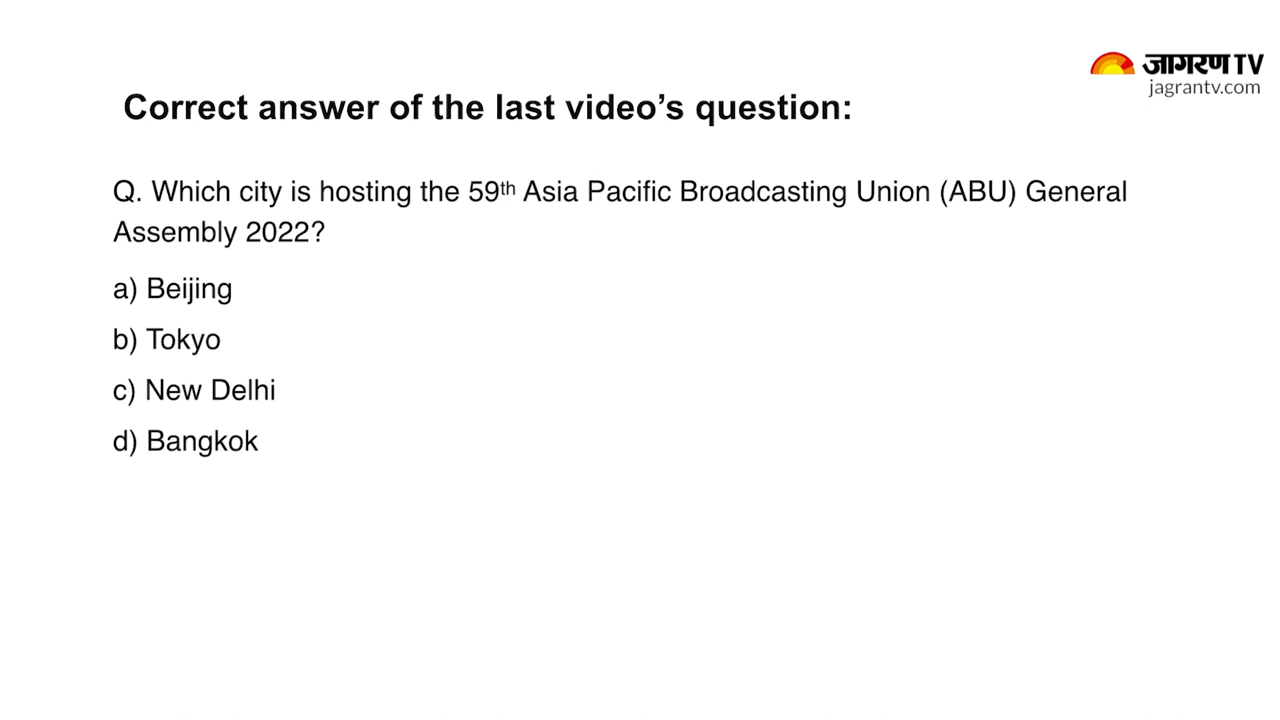 जागरण TV
jagrantv.com
Correct answer of the last video’s question:
Q. Which city is hosting the 59th Asia Pacific Broadcasting Union (ABU) General
Assembly 2022?
a) Beijing
b) Tokyo
c) New Delhi
d) Bangkok